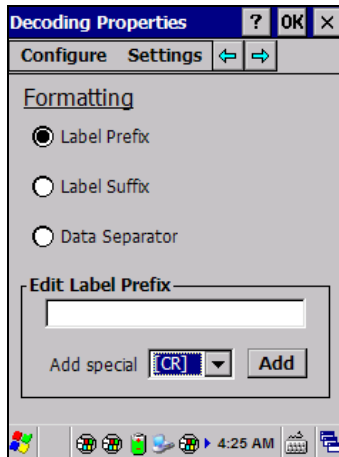 Decoding Properties ? OK ×
Configure Settings
Formatting
Label Prefix
Label Suffix
Data Separator
Edit Label Prefix
Add special [CR] Add
4:25 AM